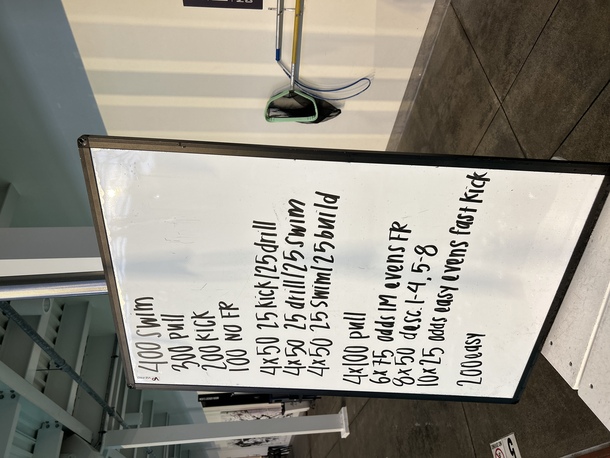 400 swim
300 pull
200 KICK
100 NO FR
4x50 25 kick/25drill
4x50 25 drill/25 swim
4x50 25 swim/25 build
4x100 pull
6x75 odds IM evens FR
8x50 desc. 1-4, 5-8
10x25 odds easy evens fast kick
200 easy